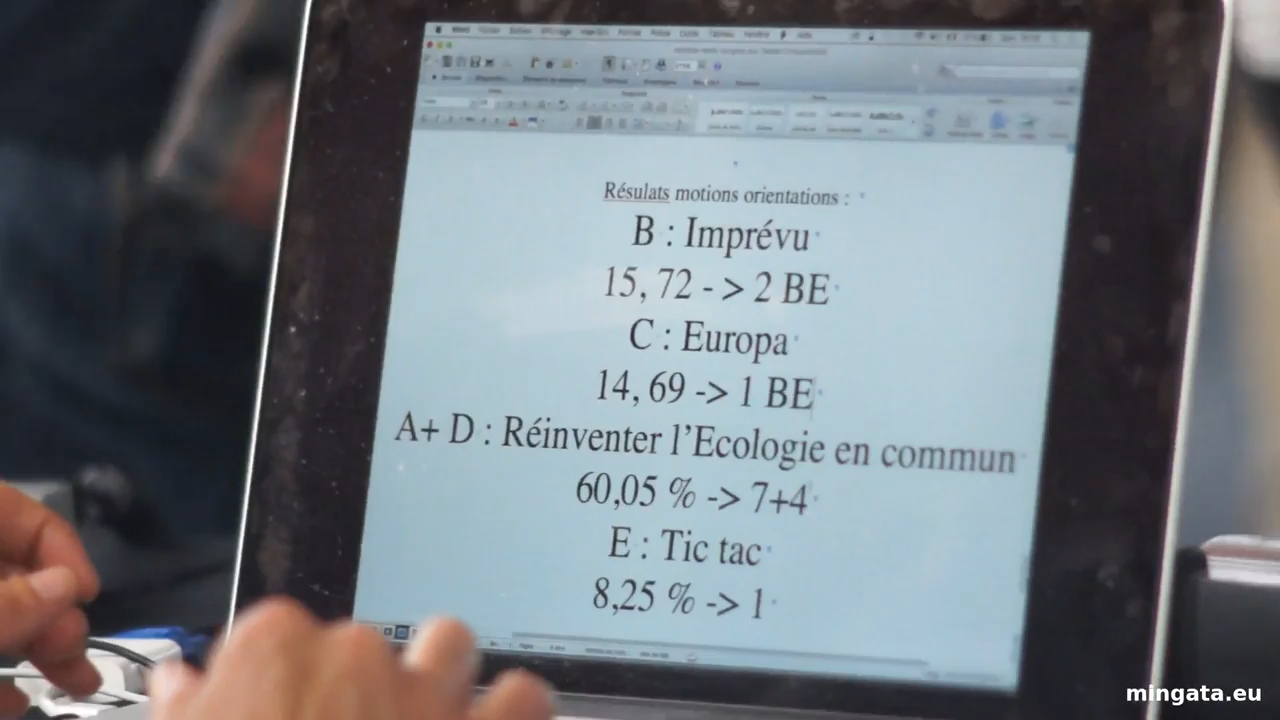 Résulats motions orientations :
B : Imprévu
15, 72 - > 2 BE
C : Europa
14, 69 -> 1 BE
A+ D : Réinventer l’Ecologie en commun
60,05 % -> 7+4
E : Tic tac
8,25 % -> 1
mingata.eu